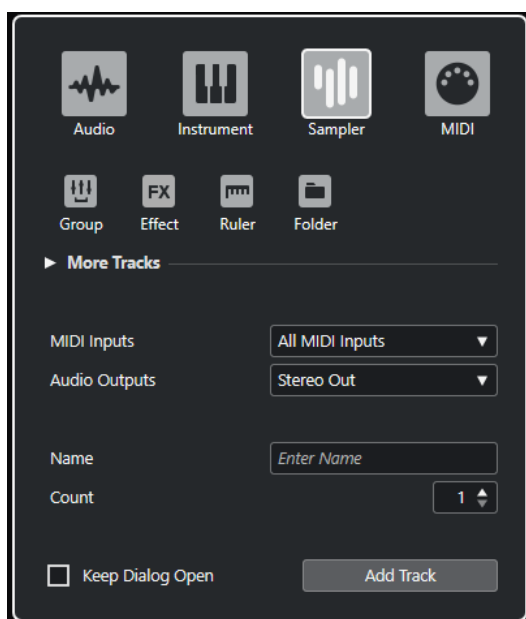 Audio Instrument Sampler MIDI
FX
Group Effect Ruler Folder
More Tracks
MIDI Inputs All MIDI Inputs
Audio Outputs Stereo Out
Name Enter Name
Count 1
Keep Dialog Open Add Track